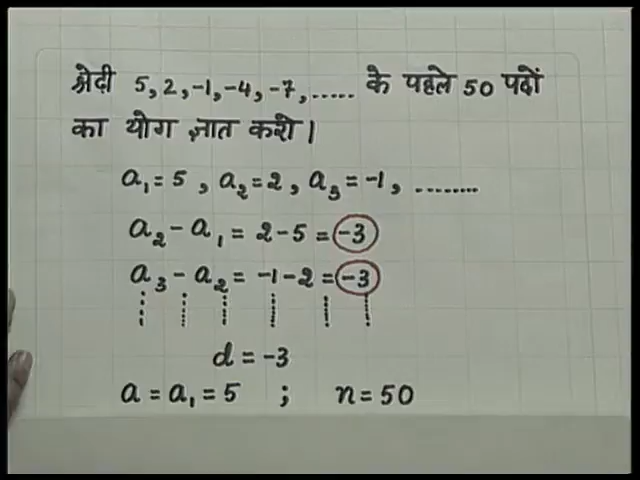 श्रेढी 5, 2, -1, -4, -7, ..... के पहले 50 पदों
का योग ज्ञात करो।
a₁ = 5 , a₂ = 2 , a₃ = -1 , ........
a₂ - a₁ = 2 - 5 = -3
a₃ - a₂ = -1 - 2 = -3
d = -3
a = a₁ = 5 ; n = 50